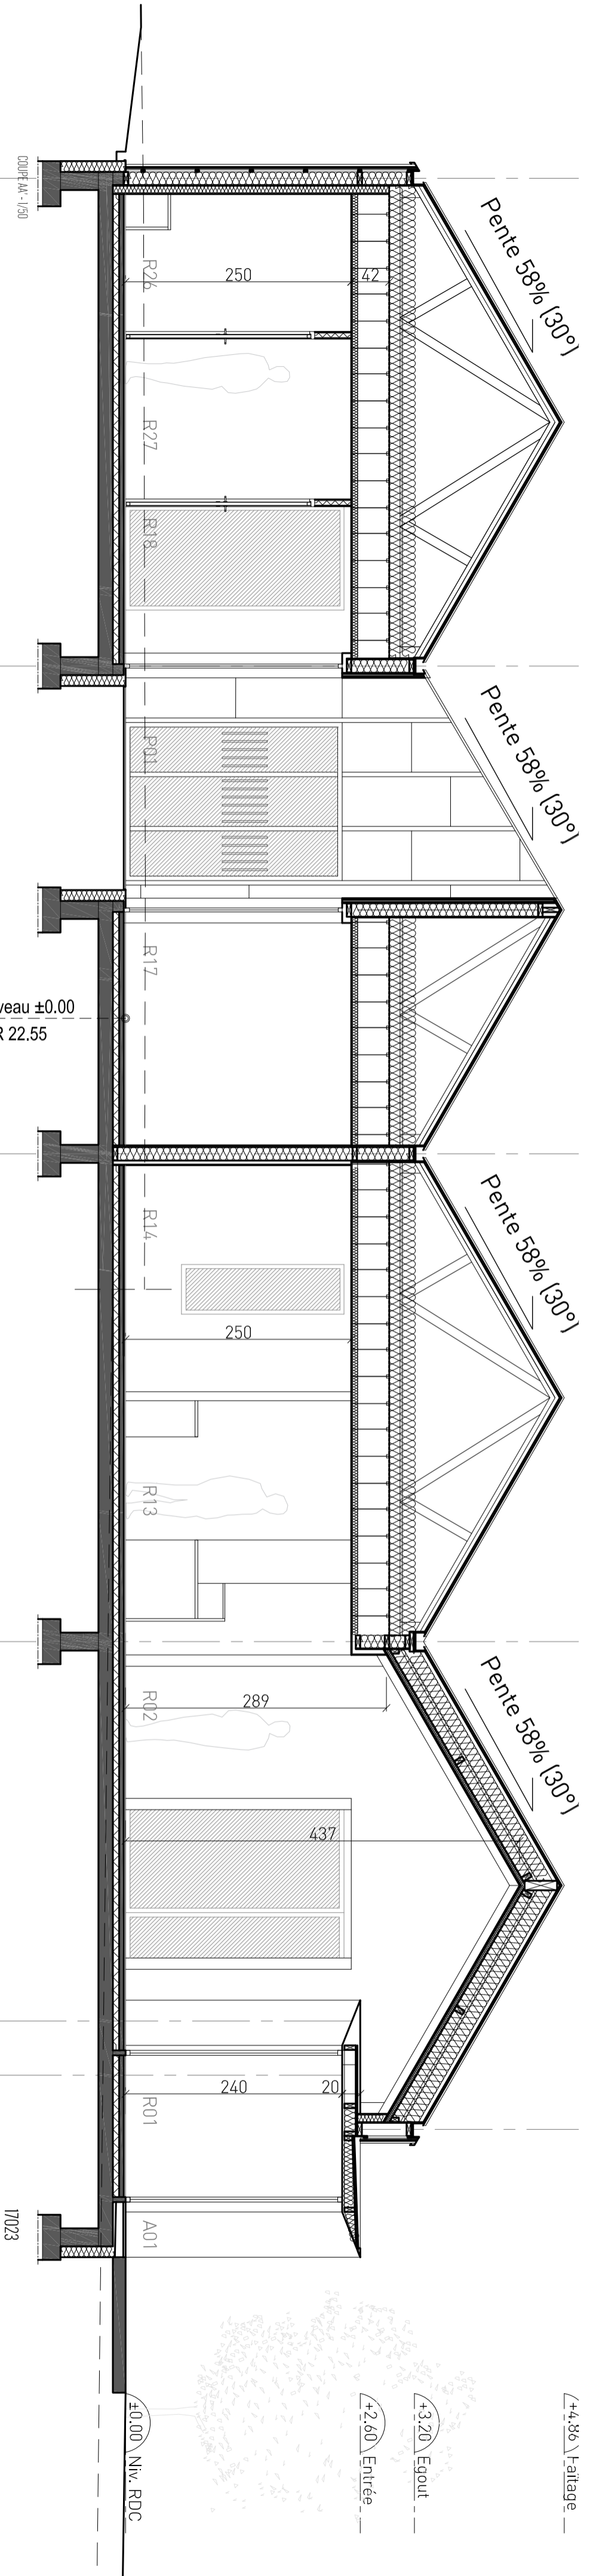 Pente 58% (30°)
Pente 58% (30°)
Pente 58% (30°)
Pente 58% (30°)
+4.86 Faîtage
+3.20 Egout
+2.60 Entrée
±0.00 Niv. RDC
250
42
250
289
437
240
20
R26
R27
R18
P01
R17
R14
R13
R02
R01
A01
±0.00
22.55
COUPE AA' - 1/50
17023